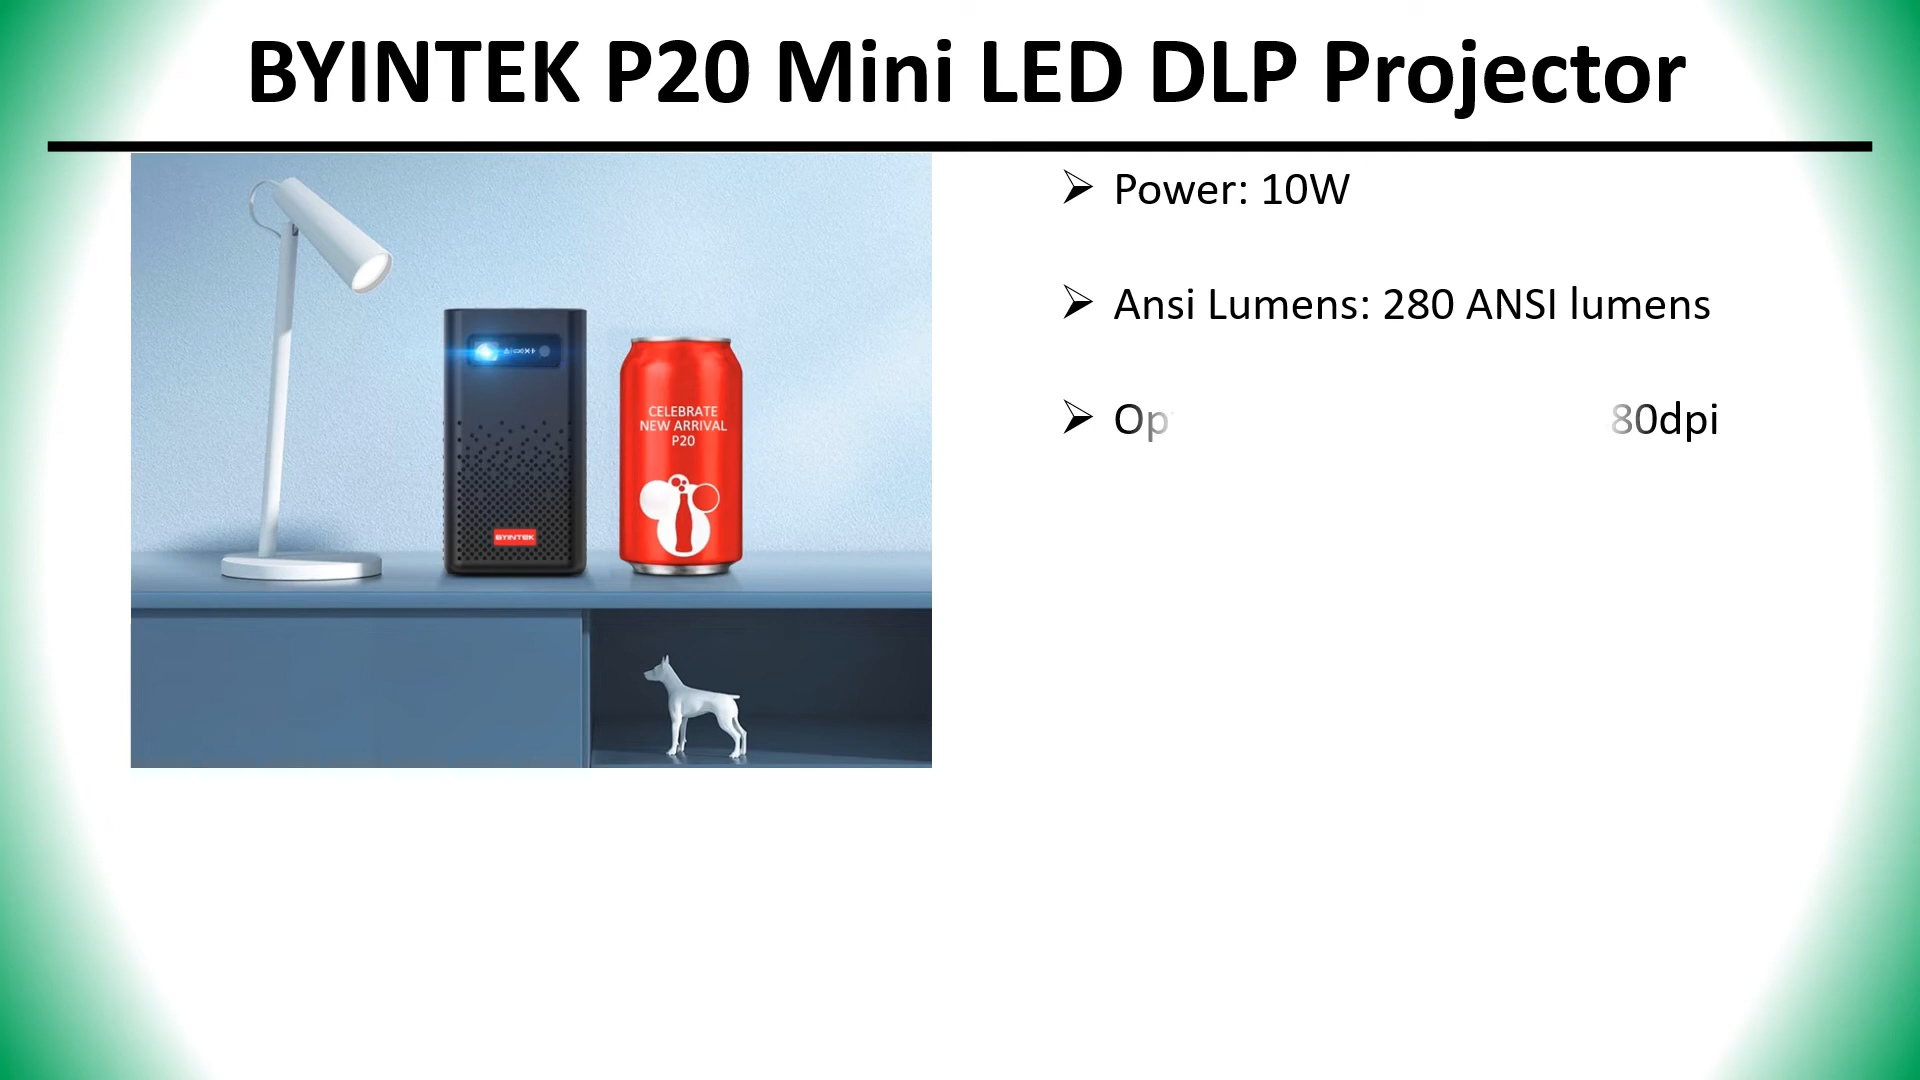 BYINTEK P20 Mini LED DLP Projector
Power: 10W
Ansi Lumens: 280 ANSI lumens
Op 80dpi
CELEBRATE
NEW ARRIVAL
P20
BYINTEK